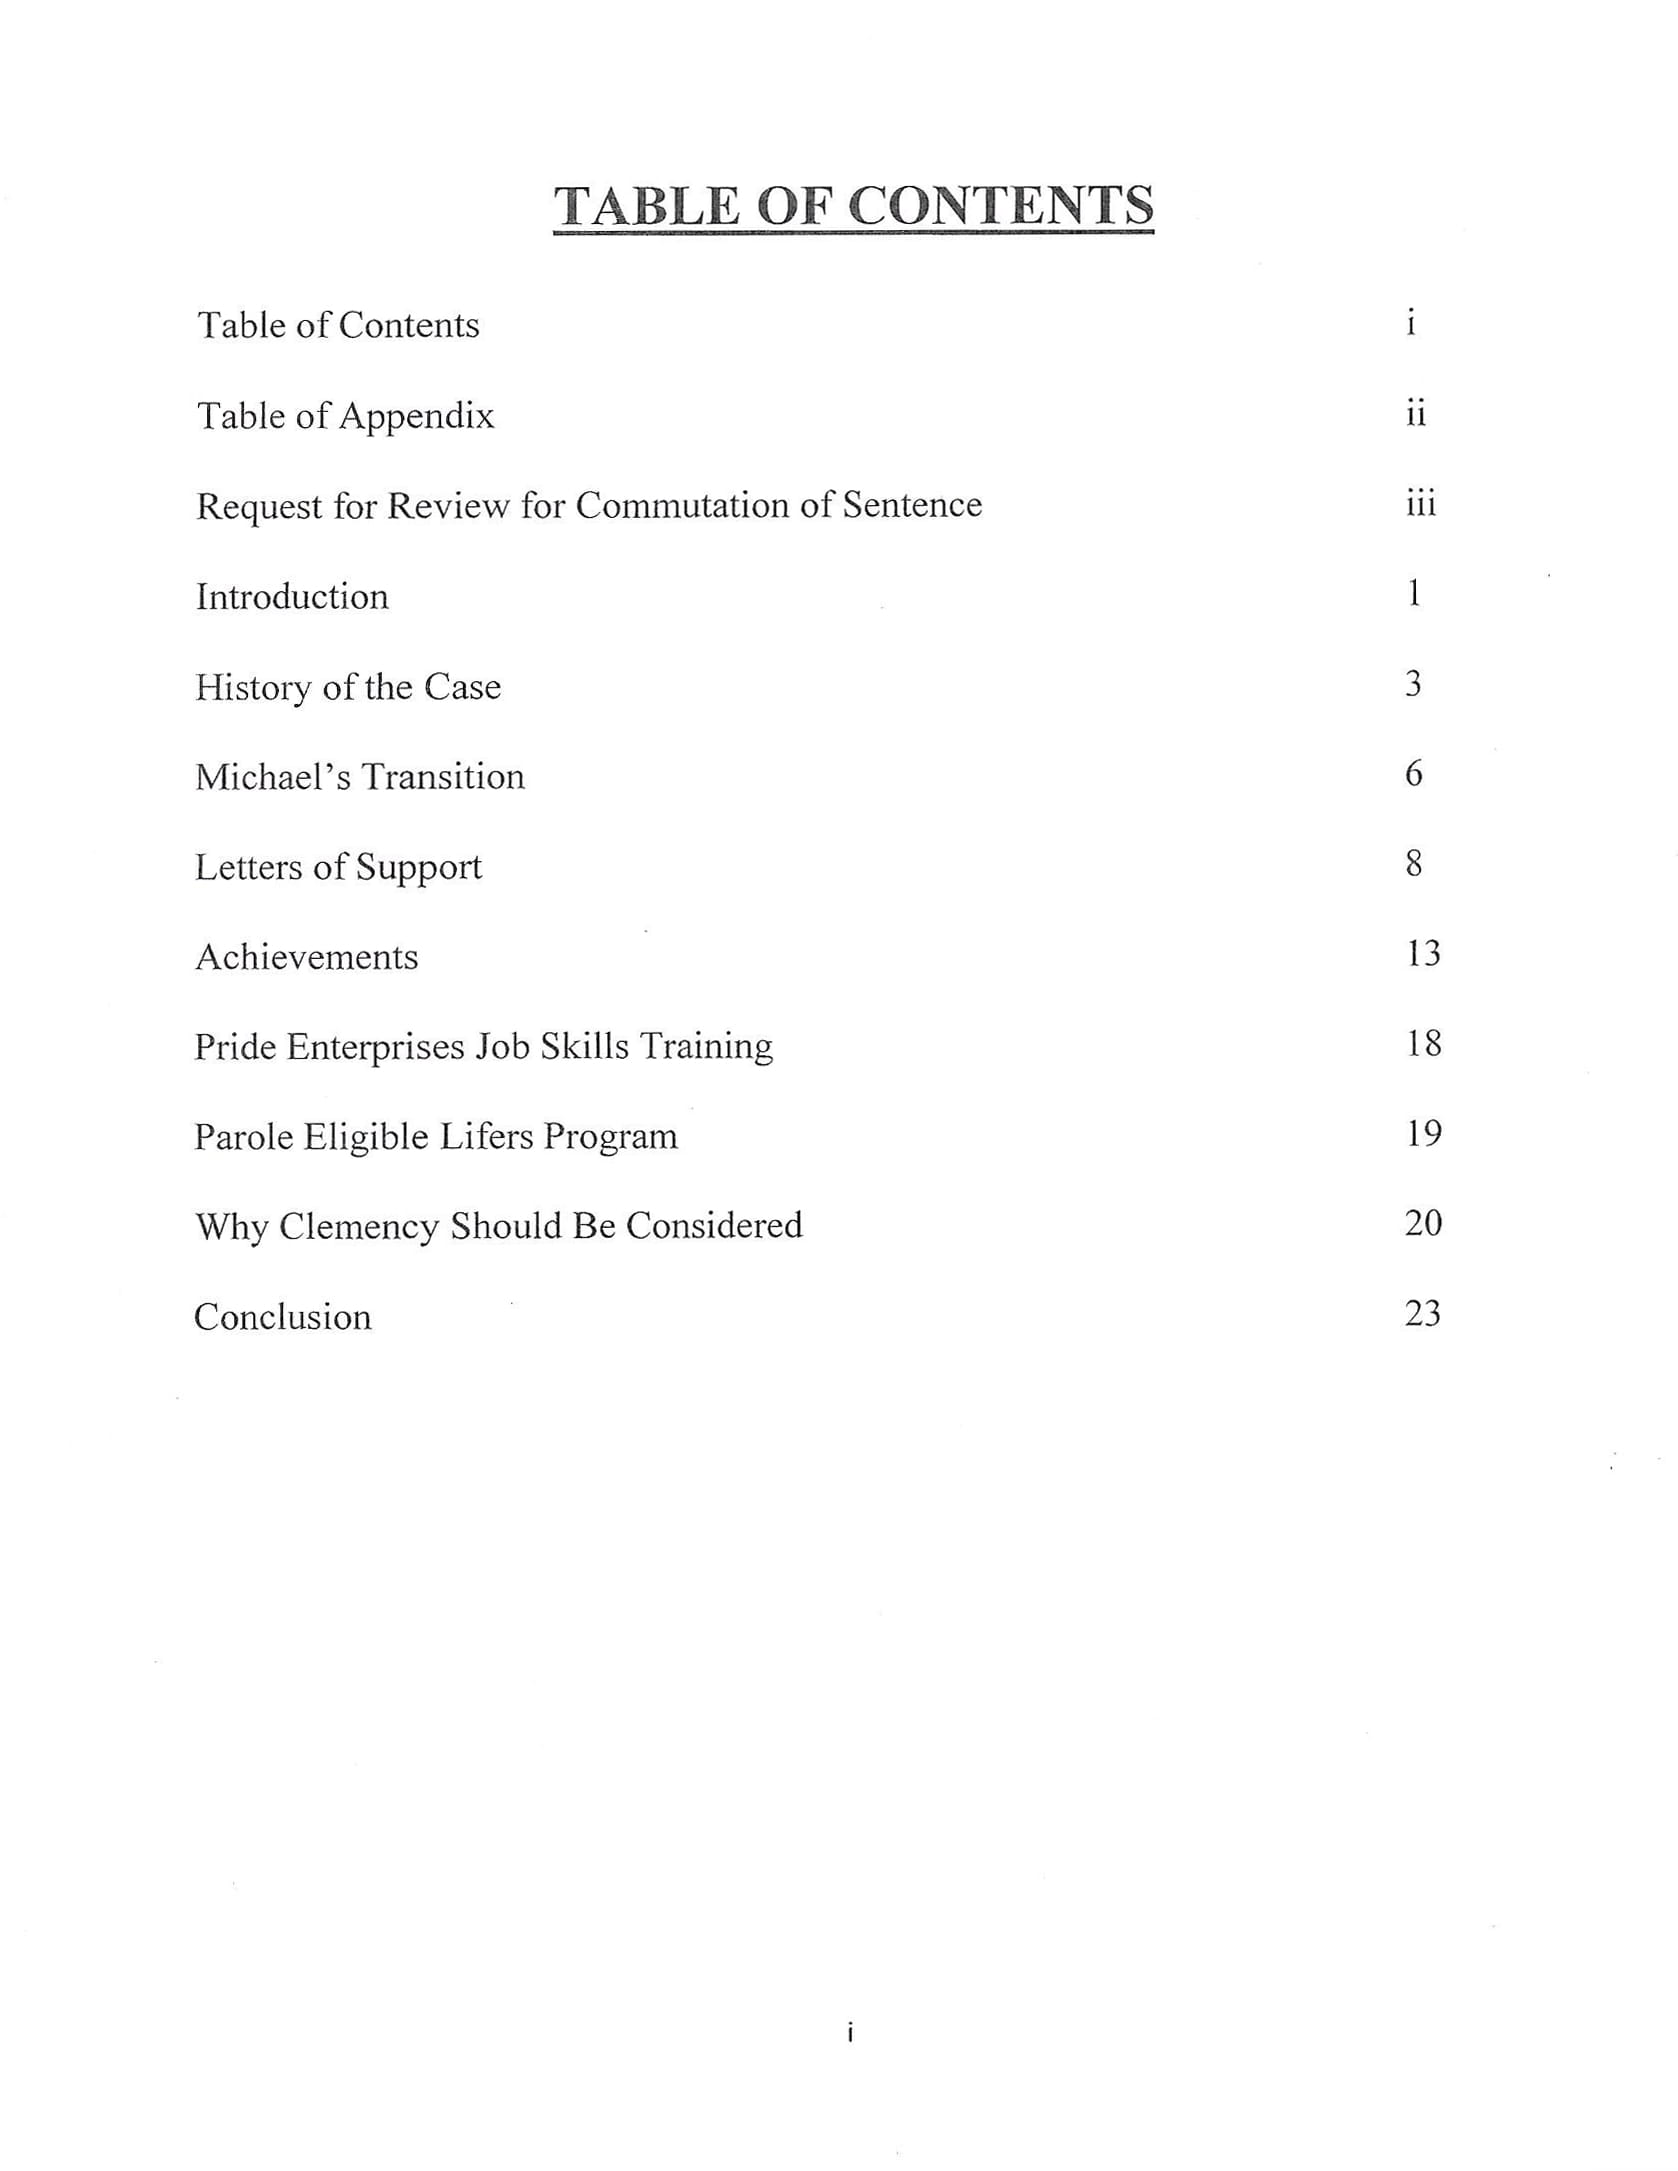 TABLE OF CONTENTS
Table of Contents i
Table of Appendix ii
Request for Review for Commutation of Sentence iii
Introduction 1
History of the Case 3
Michael's Transition 6
Letters of Support 8
Achievements 13
Pride Enterprises Job Skills Training 18
Parole Eligible Lifers Program 19
Why Clemency Should Be Considered 20
Conclusion 23
i